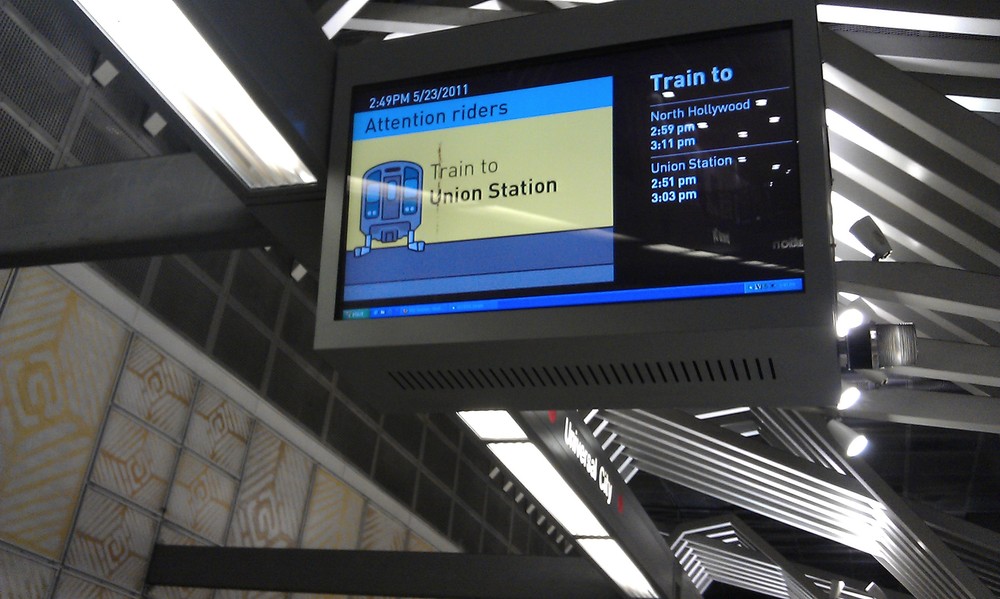 2:49PM 5/23/2011
Attention riders
Train to
Union Station
Train to
North Hollywood
2:59 pm
3:11 pm
Union Station
2:51 pm
3:03 pm
Universal City